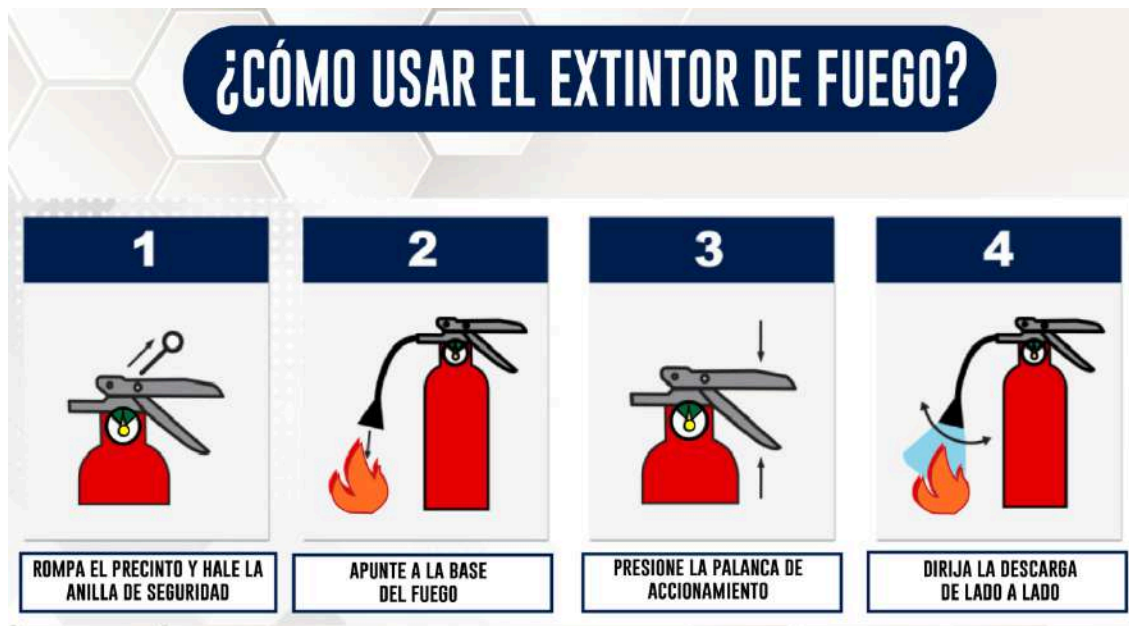 ¿CÓMO USAR EL EXTINTOR DE FUEGO?
1
2
3
4
ROMPA EL PRECINTO Y HALE LA
ANILLA DE SEGURIDAD
APUNTE A LA BASE
DEL FUEGO
PRESIONE LA PALANCA DE
ACCIONAMIENTO
DIRIJA LA DESCARGA
DE LADO A LADO